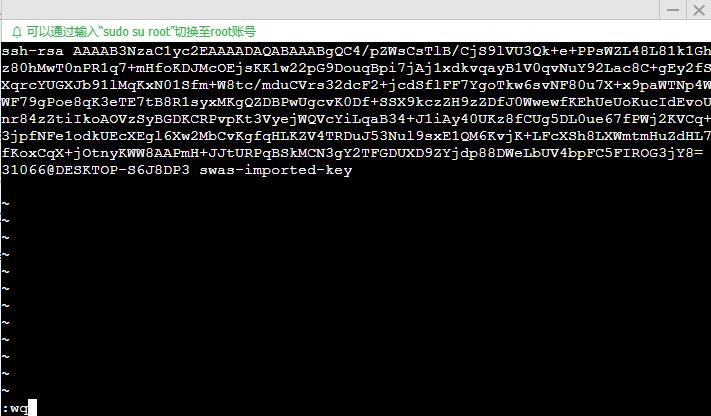 可以通过输入“sudo su root”切换至root账号
ssh-rsa AAAAB3NzaC1yc2EAAAADAQABAAABgQC4/pZWsCsTlB/CjS9lVU3Qk+e+PPsWZL48L81k1Gh
z80hMwT0nPR1q7+mHfoKDJMcOEjsKK1w22pG9DouqBpi7jAj1xdkvqayB1V0qvNuY92Lac8C+gEy2fS
XqrcYUGXJb91lMqKxN01Sfm+W8tc/mduCVrs32dcF2+jcdSflFF7YgoTkw6svNF80u7X+x9paWTNp4W
WF79gPoe8qK3eTE7tB8R1syxMKgQZDBPwUgcvK0Df+SSX9kczZH9zZDfJ0WwewfKEhUeUoKucIdEvoU
nr84zZtiIkoAOVzSyBGDKCRPvpKt3VyejWQVcYiLqaB34+J1iAy40UKz8fCUg5DL0ue67fPWj2KVCq+
3jpfNFe1odkUEcXEgl6Xw2MbCvKgfqHLKZV4TRDuJ53Nul9sxE1QM6KvjK+LFcXSh8LXWmtmHuZdHL7
fKoxCqX+jOtnyKWW8AAPmH+JJtURPqBSkMCN3gY2TFGDUXD9ZYjdp88DWeLbUV4bpFC5FIROG3jY8=
31066@DESKTOP-S6J8DP3 swas-imported-key
~
~
~
~
~
~
~
~
~
~
~
~
:wq